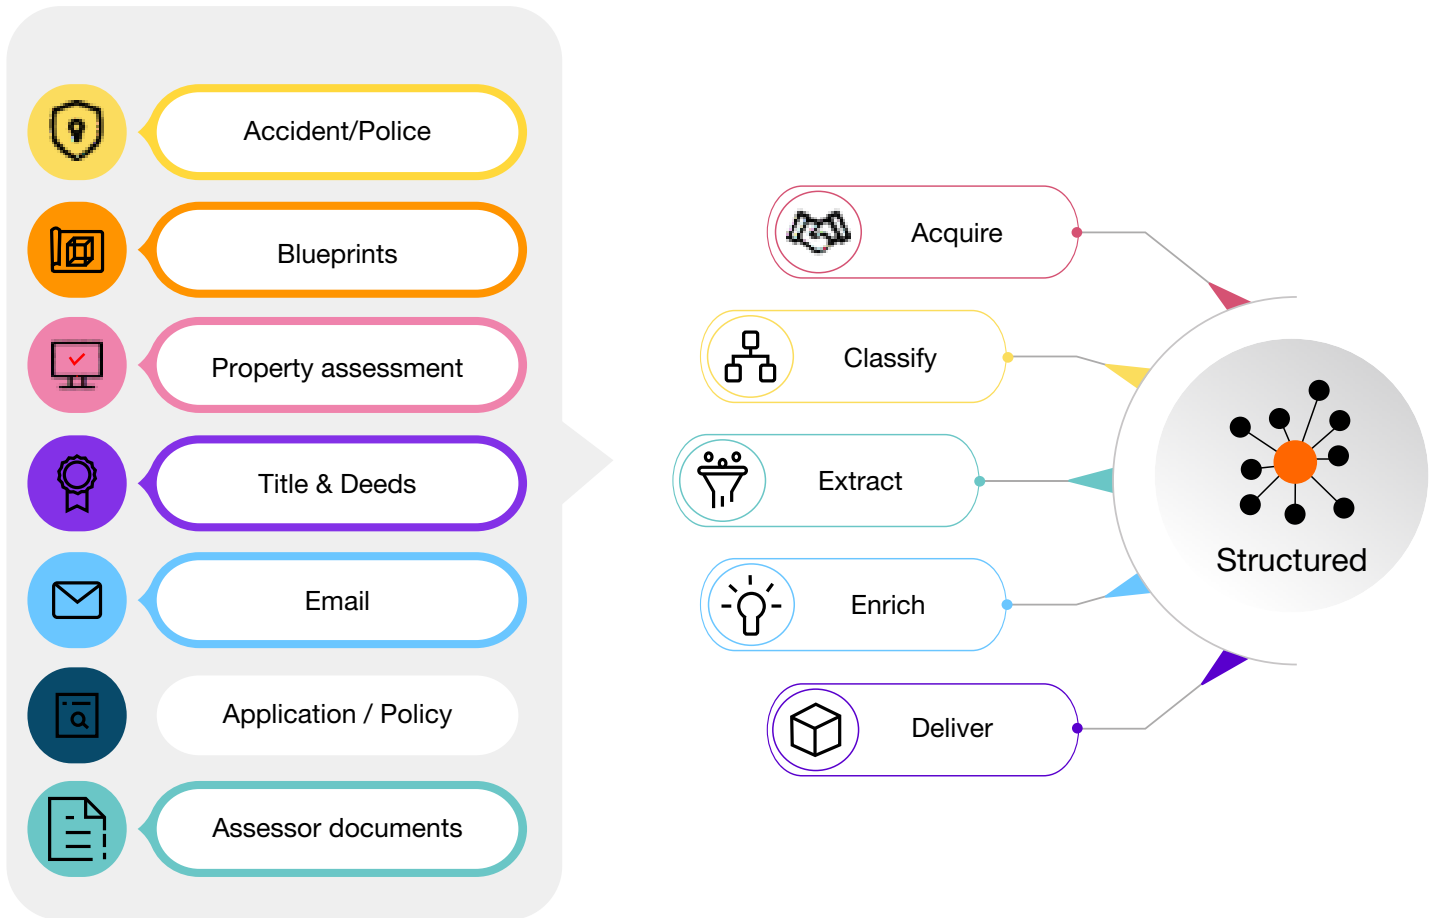 Accident/Police
Blueprints
Property assessment
Title & Deeds
Email
Application / Policy
Assessor documents
Acquire
Classify
Extract
Enrich
Deliver
Structured